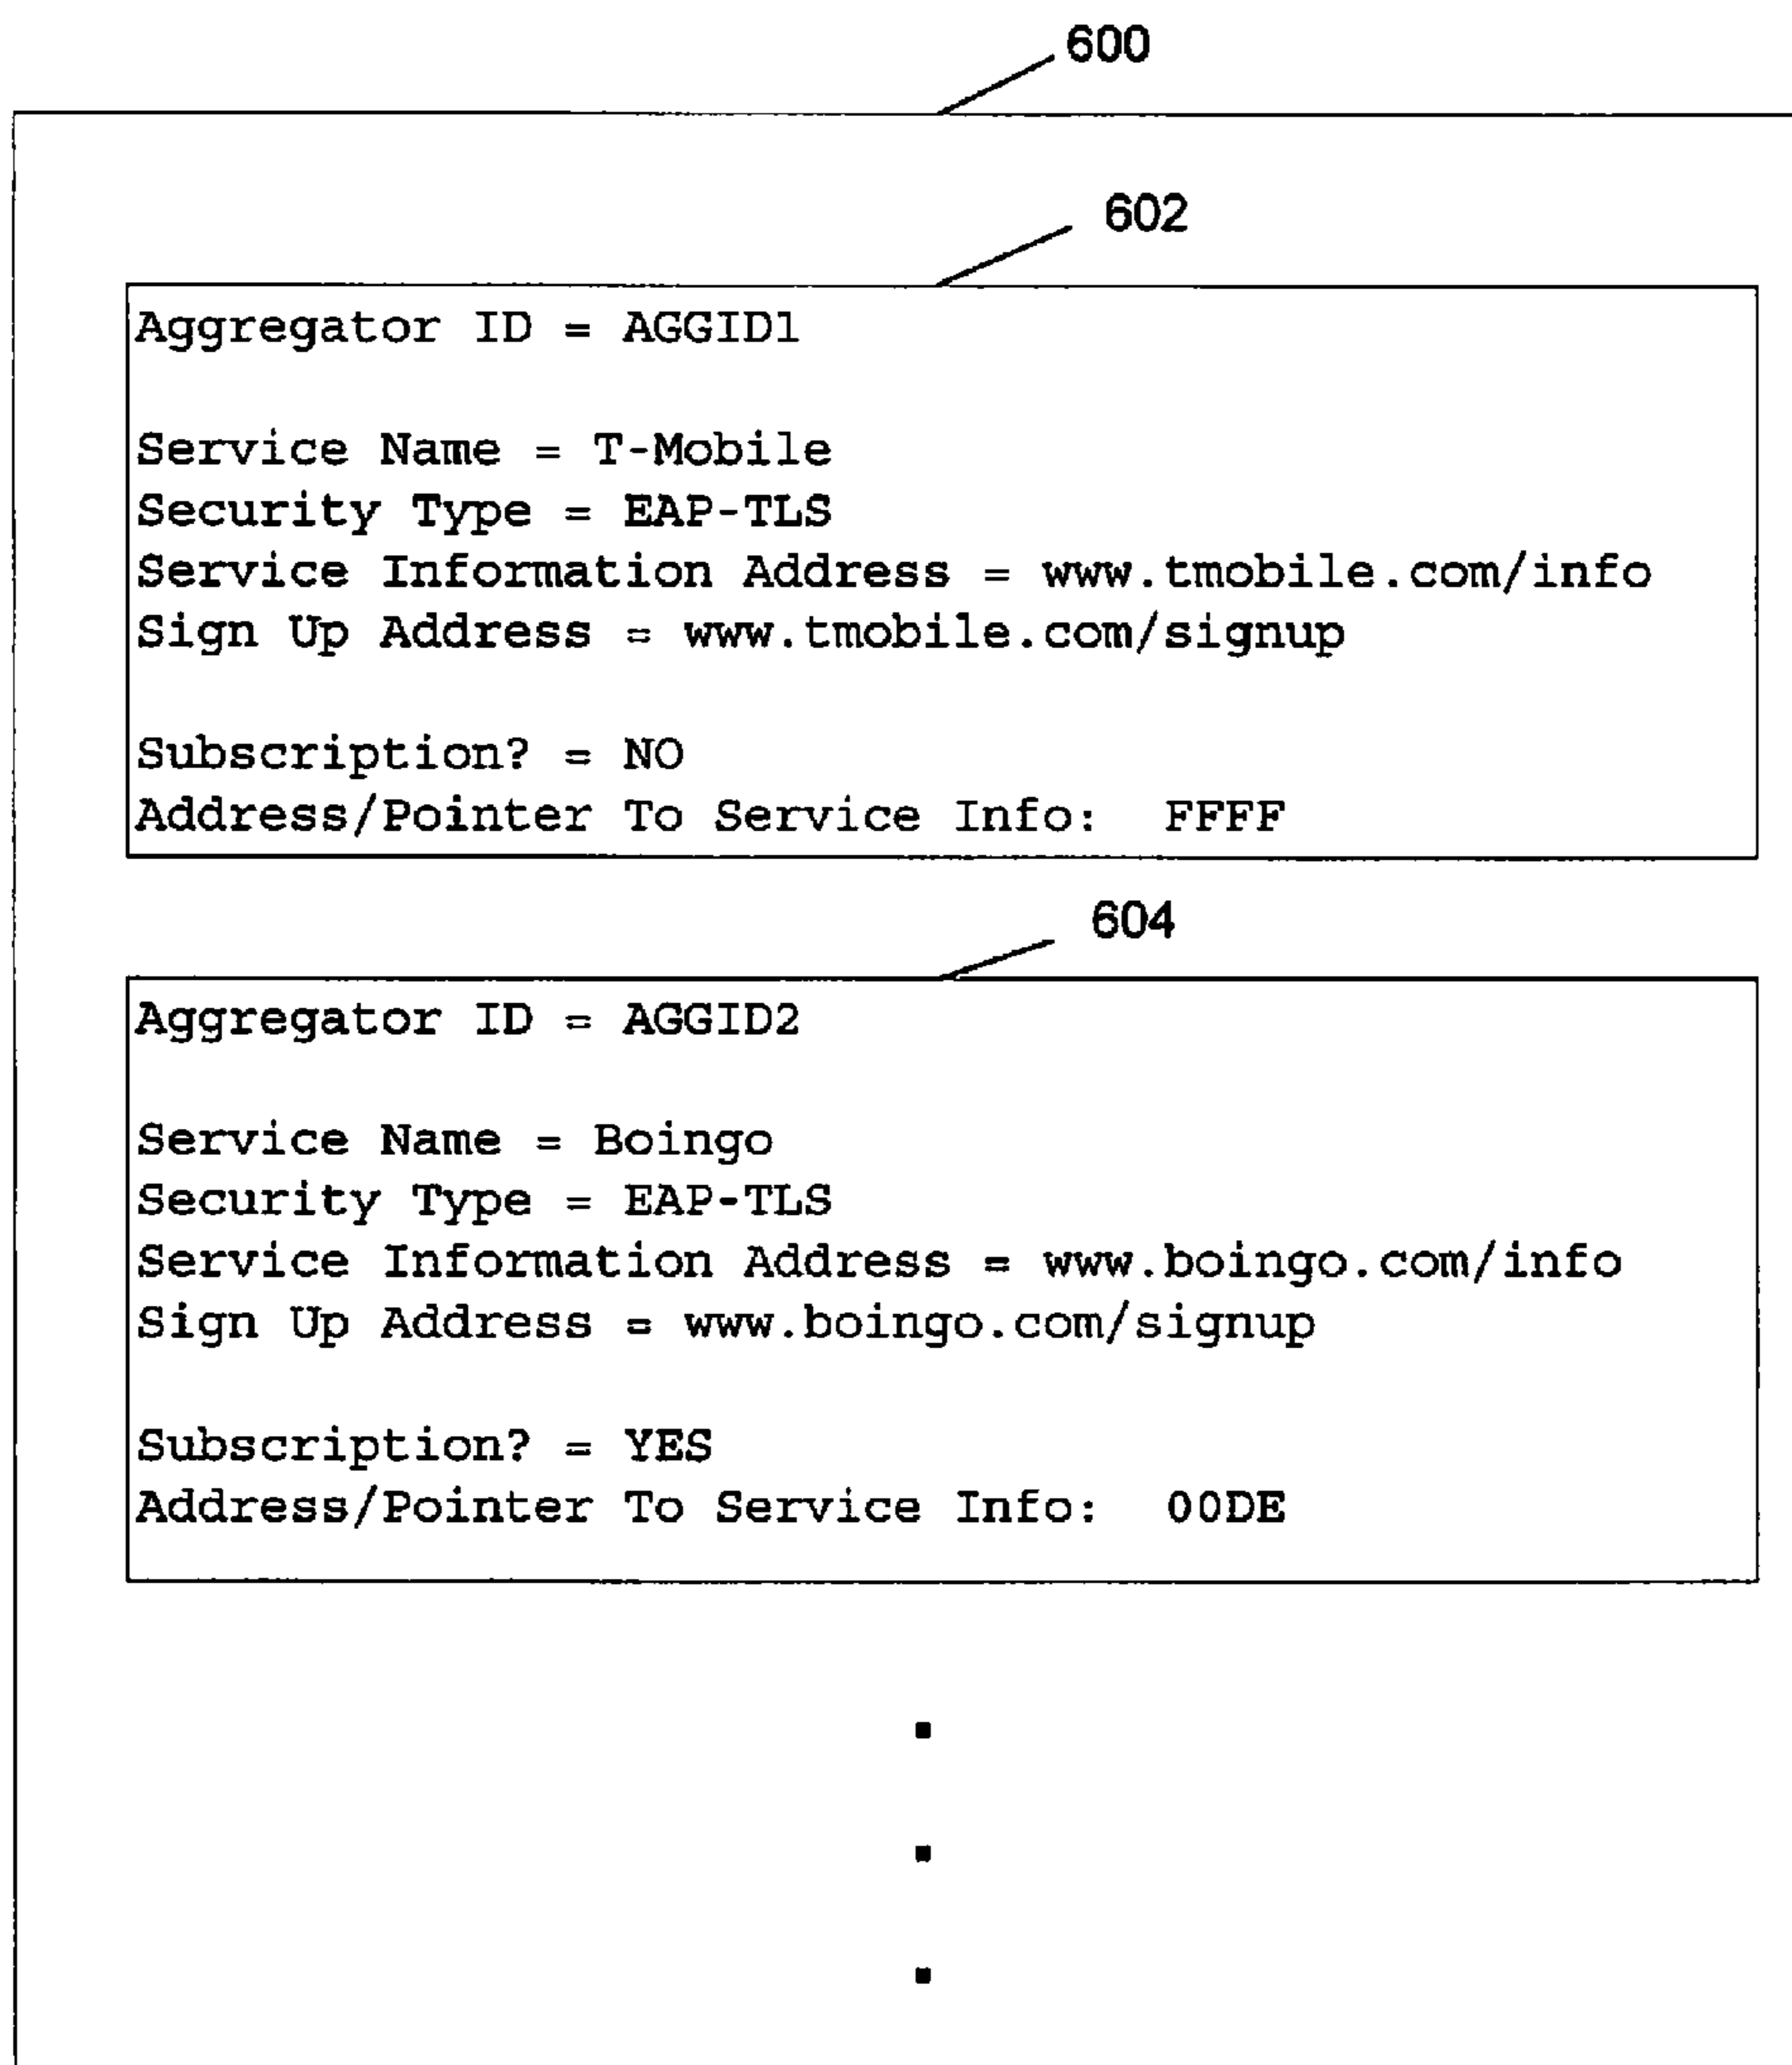 600
602
Aggregator ID = AGGID1
Service Name = T-Mobile
Security Type = EAP-TLS
Service Information Address = www.tmobile.com/info
Sign Up Address = www.tmobile.com/signup
Subscription? = NO
Address/Pointer To Service Info: FFFF
604
Aggregator ID = AGGID2
Service Name = Boingo
Security Type = EAP-TLS
Service Information Address = www.boingo.com/info
Sign Up Address = www.boingo.com/signup
Subscription? = YES
Address/Pointer To Service Info: 00DE